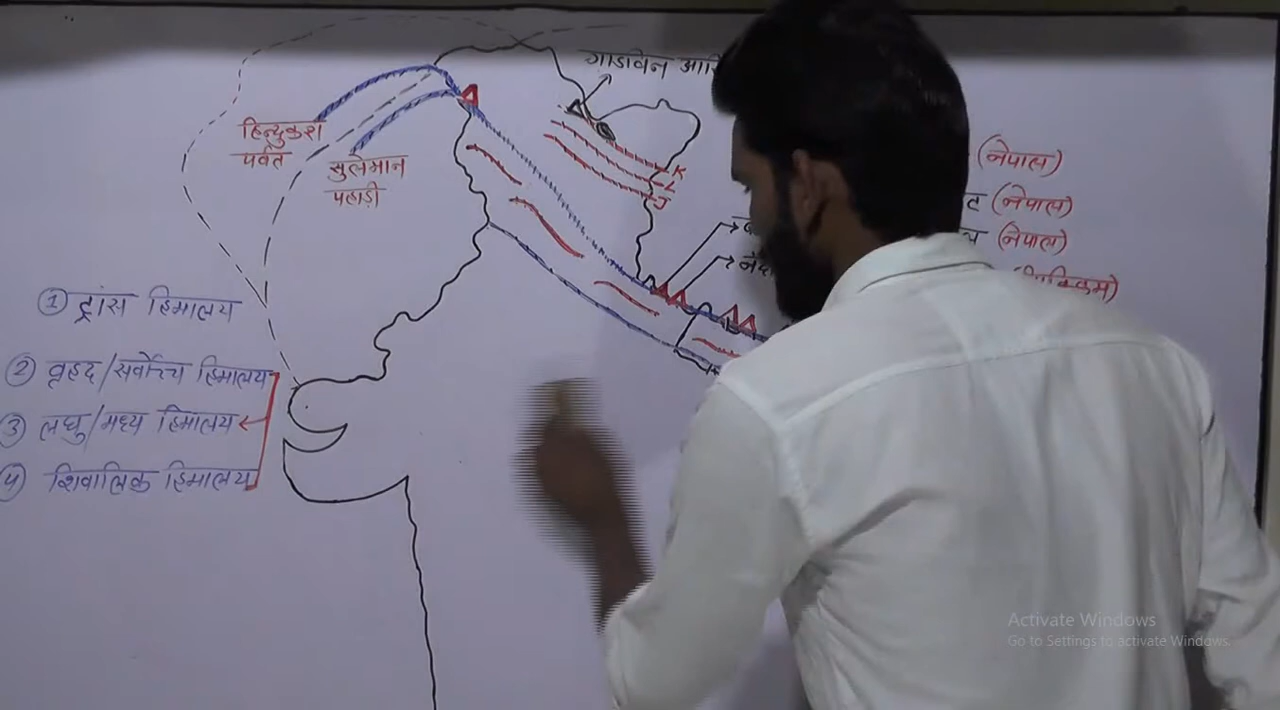 गाडविन
हिन्दुकुश
पर्वत
सुलेमान
पहाड़ी
K
L
J
(नेपाल)
(नेपाल)
(नेपाल)
① ट्रांस हिमालय
② वृहद/सर्वोच्च हिमालय
③ लघु/मध्य हिमालय
④ शिवालिक हिमालय
Activate Windows
Go to Settings to activate Windows.